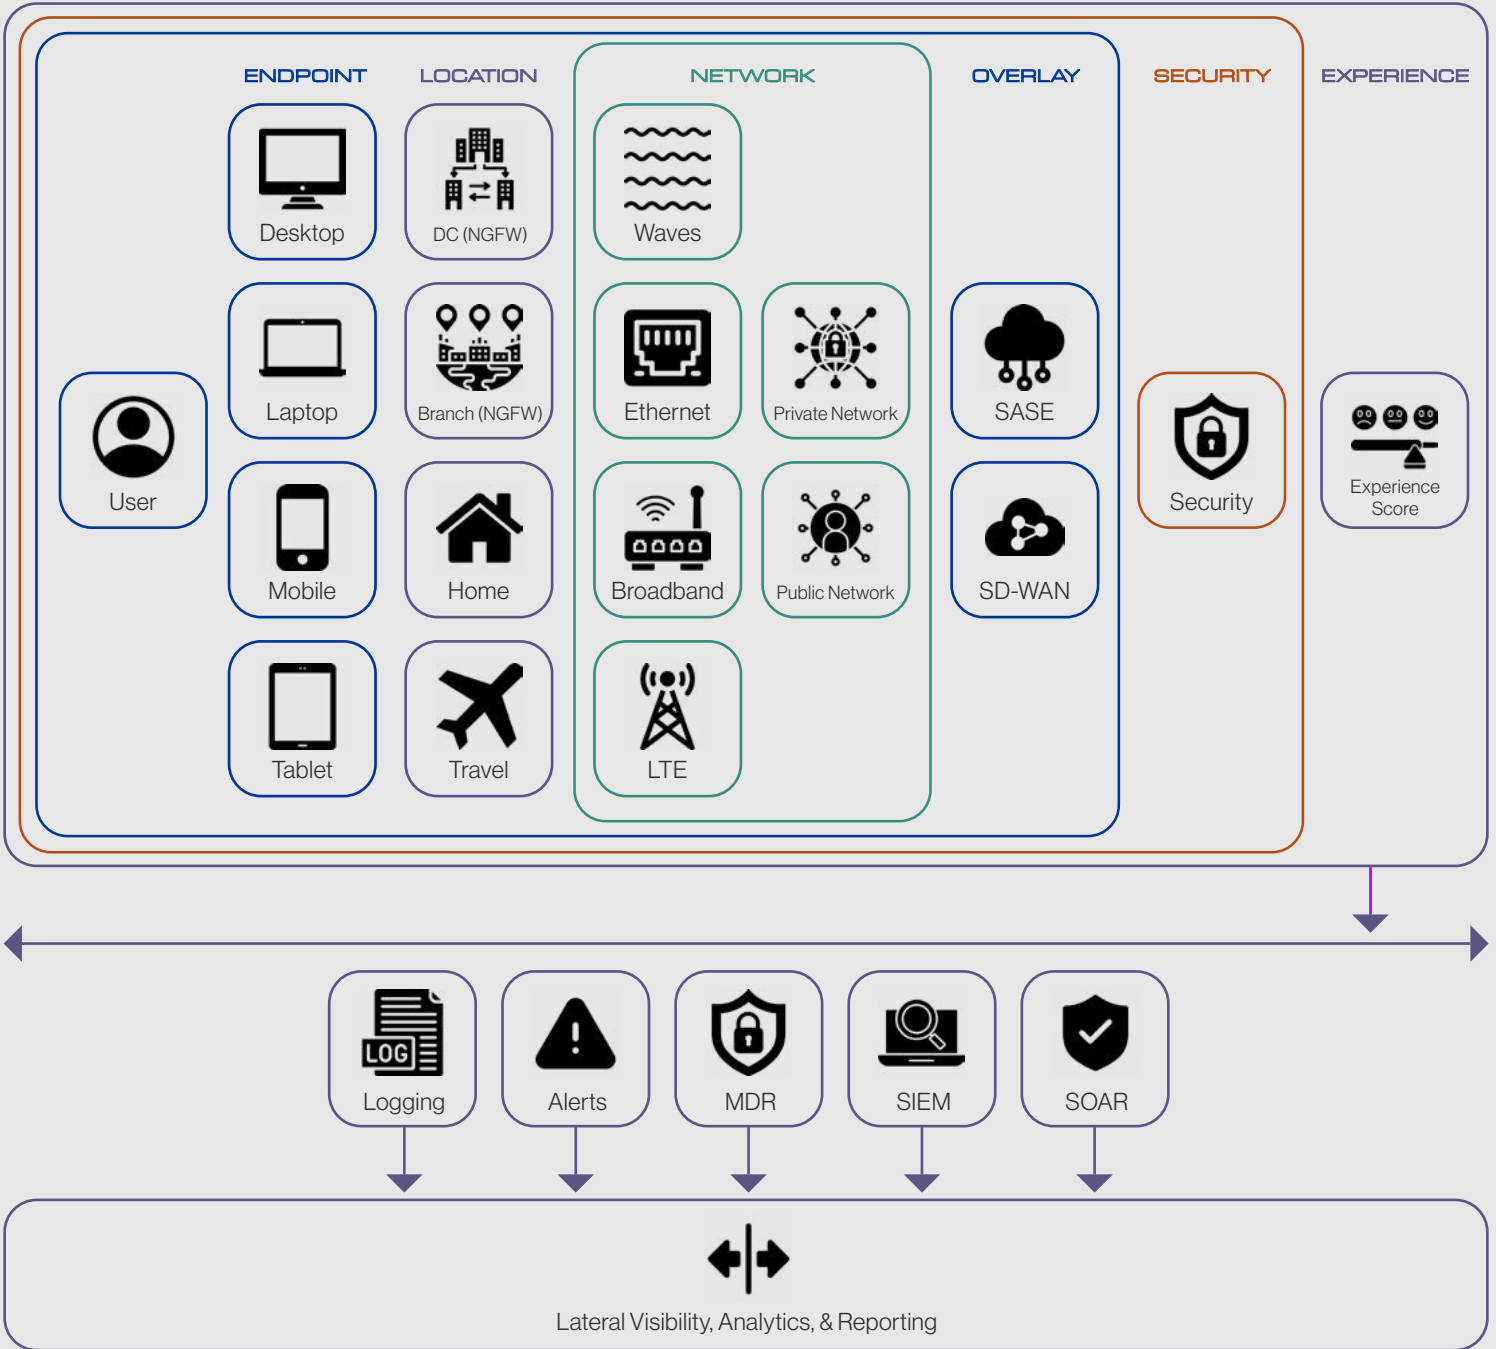 ENDPOINT
LOCATION
NETWORK
OVERLAY
SECURITY
EXPERIENCE
Desktop
DC (NGFW)
Waves
Laptop
Branch (NGFW)
Ethernet
Private Network
SASE
User
Security
Experience
Score
Mobile
Home
Broadband
Public Network
SD-WAN
Tablet
Travel
LTE
LOG
Logging
Alerts
MDR
SIEM
SOAR
Lateral Visibility, Analytics, & Reporting